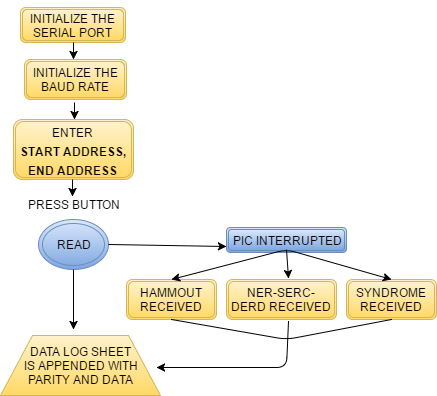 INITIALIZE THE
SERIAL PORT
INITIALIZE THE
BAUD RATE
ENTER
START ADDRESS,
END ADDRESS
PRESS BUTTON
READ
PIC INTERRUPTED
HAMMOUT
RECEIVED
NER-SERC-
DERD RECEIVED
SYNDROME
RECEIVED
DATA LOG SHEET
IS APPENDED WITH
PARITY AND DATA